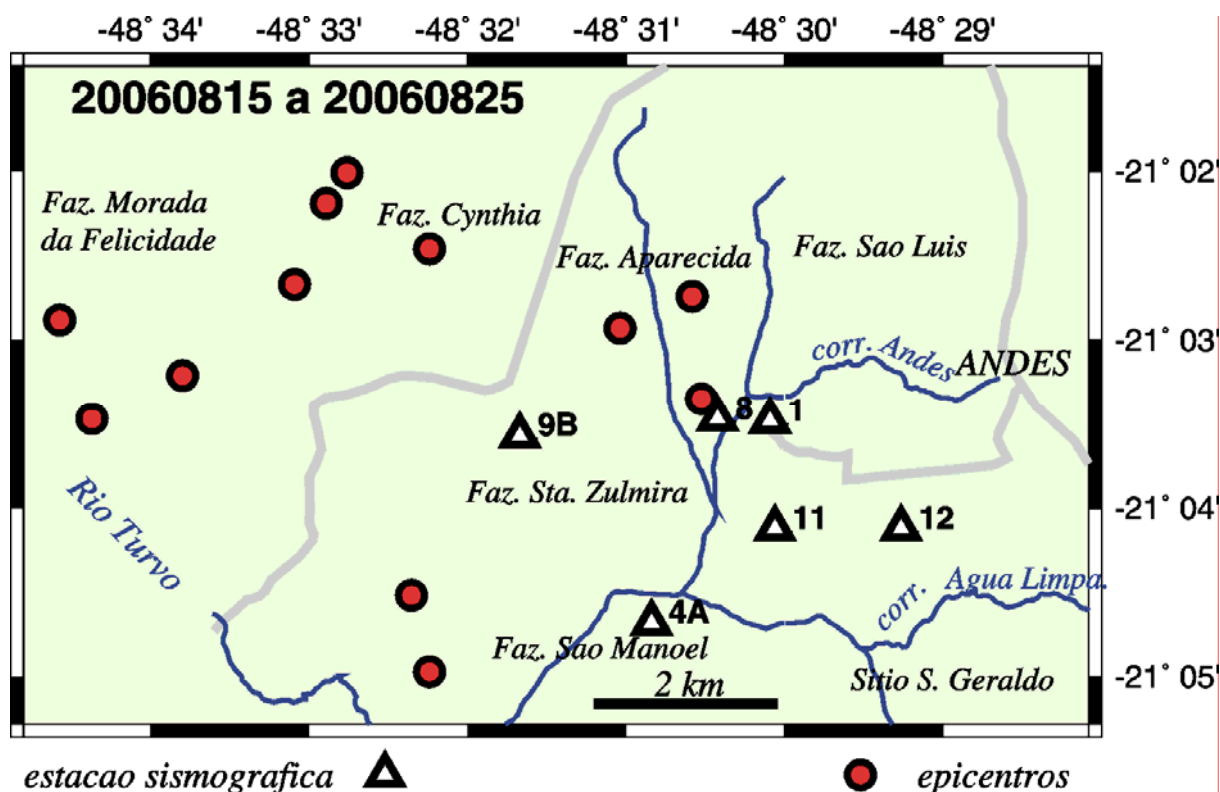 -48° 34' -48° 33' -48° 32' -48° 31' -48° 30' -48° 29'
20060815 a 20060825
-21° 02'
Faz. Morada
da Felicidade
Faz. Cynthia
Faz. Aparecida
Faz. Sao Luis
-21° 03'
corr. Andes
ANDES
9B
8
1
Faz. Sta. Zulmira
Rio Turvo
11
12
-21° 04'
corr. Agua Limpa.
4A
Faz. Sao Manoel
2 km
Sitio S. Geraldo
-21° 05'
estacao sismografica
epicentros